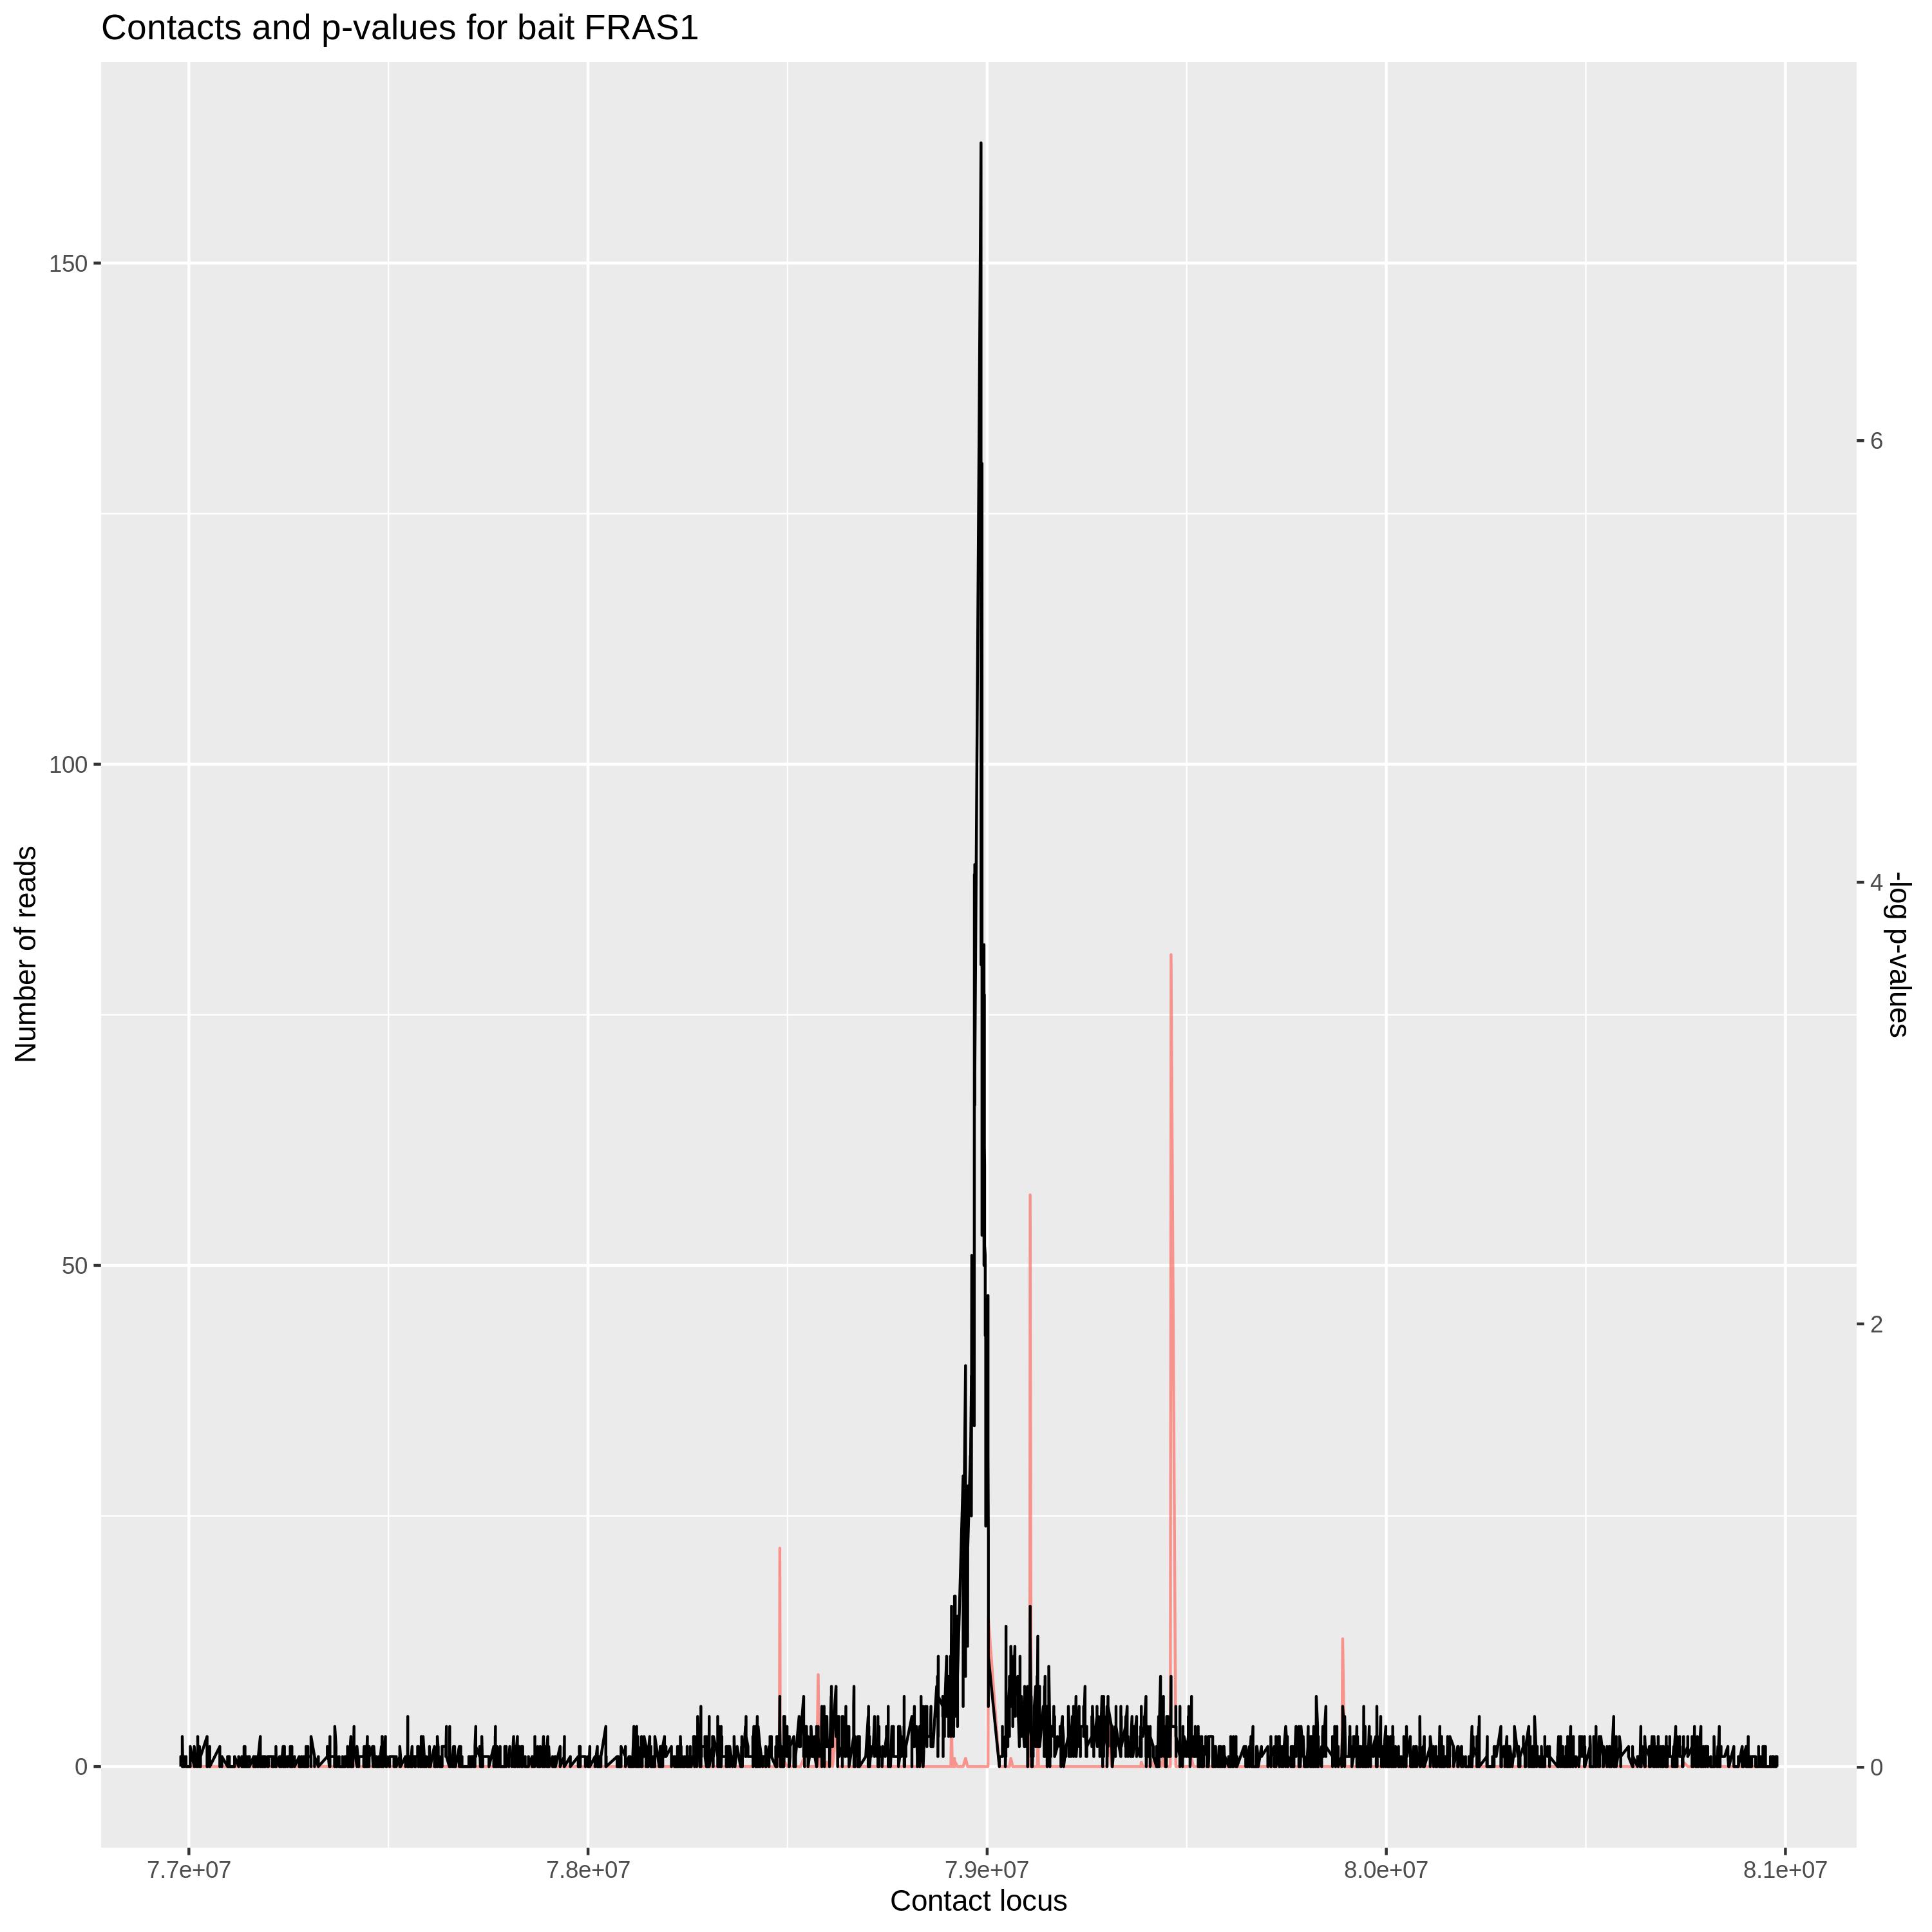 Contacts and p-values for bait FRAS1
150
100
50
0
Number of reads
6
4
2
0
-log p-values
7.7e+07
7.8e+07
7.9e+07
8.0e+07
8.1e+07
Contact locus